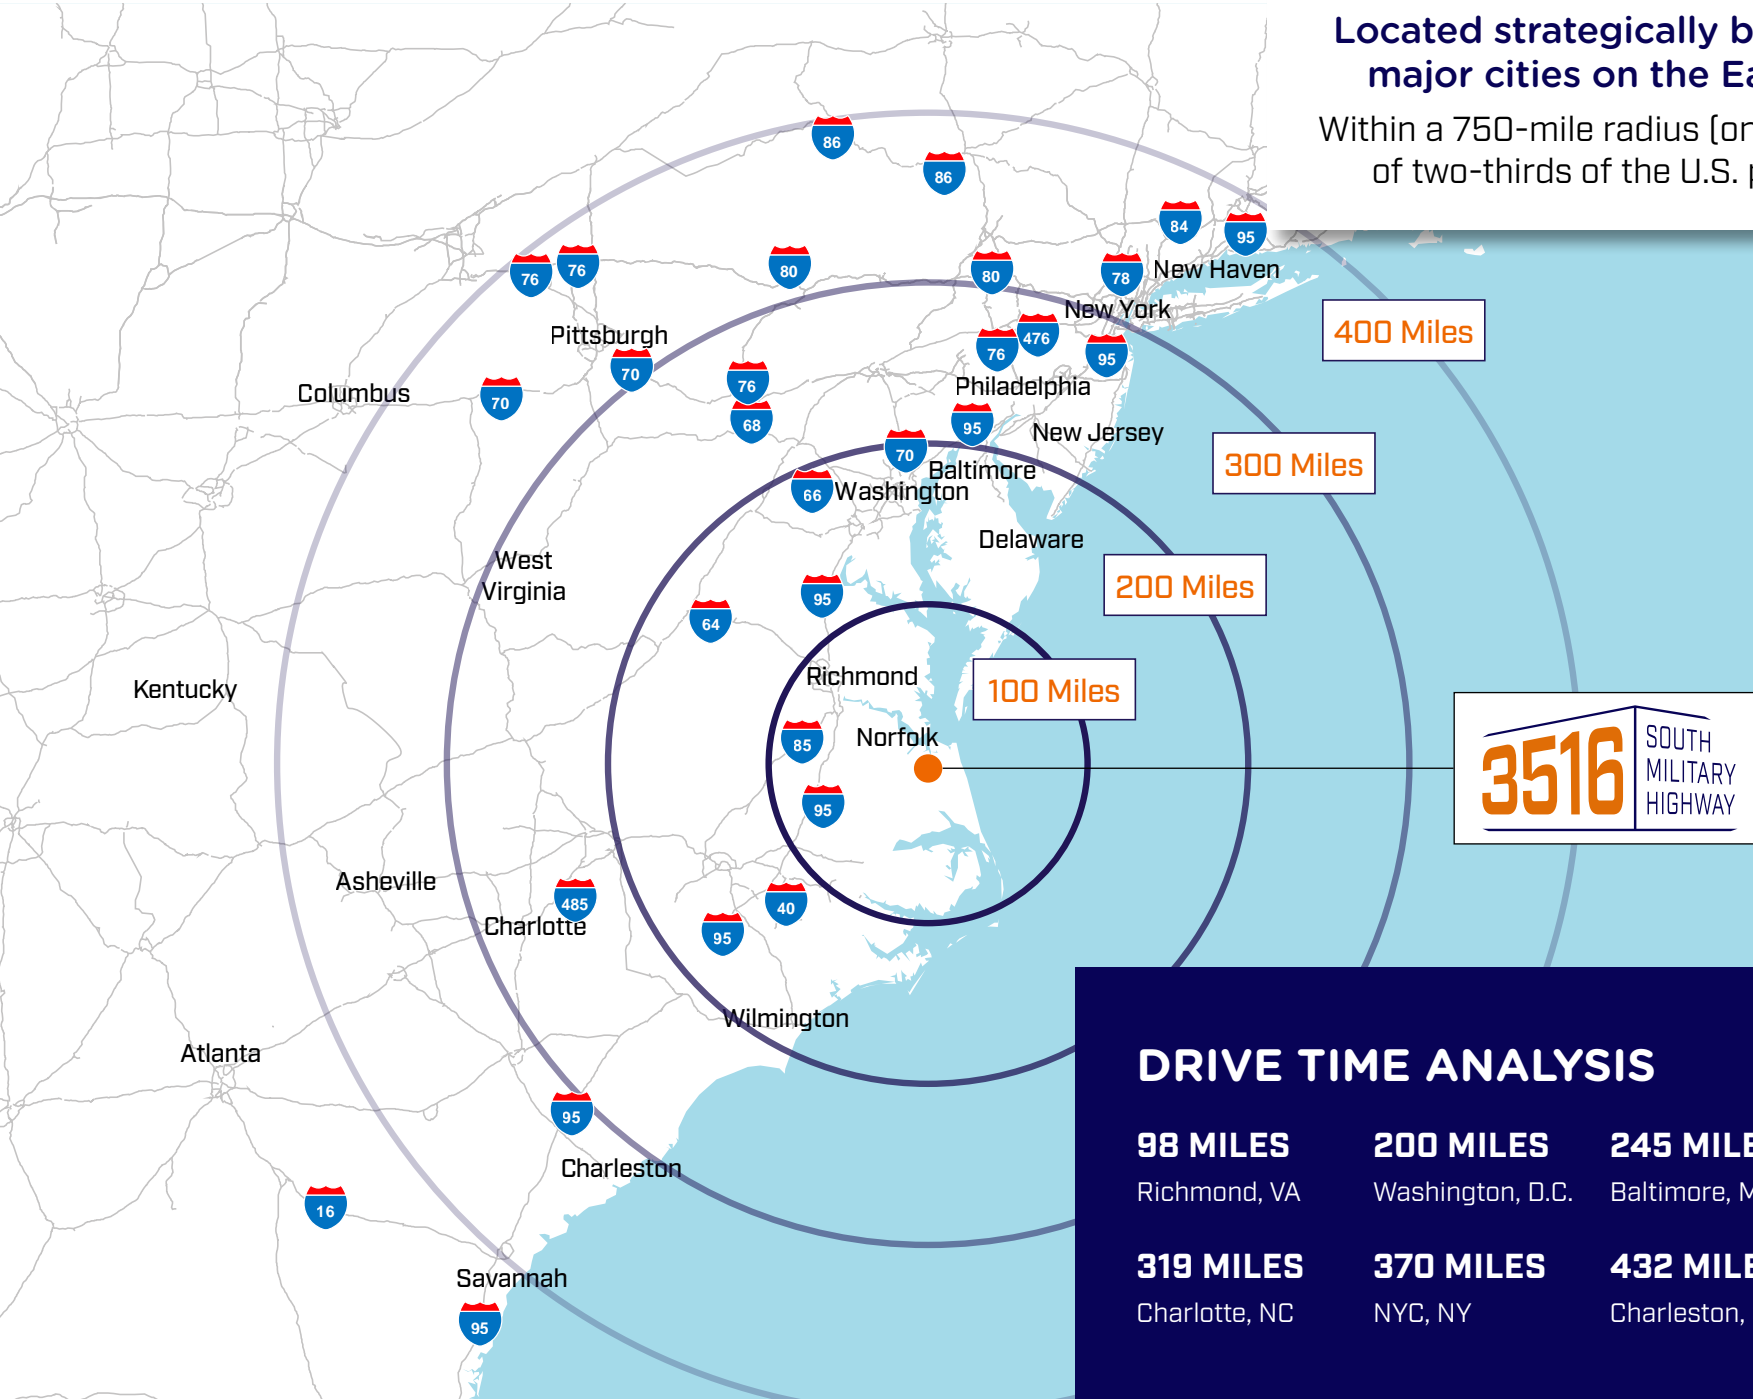 Located strategically b
major cities on the Ea
Within a 750-mile radius (on
of two-thirds of the U.S. p
86
86
84
95
76
76
80
80
78
New Haven
New York
400 Miles
Pittsburgh
476
76
95
70
76
Philadelphia
Columbus
70
68
95
New Jersey
70
Baltimore
300 Miles
66
Washington
Delaware
West
Virginia
200 Miles
95
64
Richmond
100 Miles
Kentucky
85
Norfolk
3516
SOUTH
MILITARY
HIGHWAY
95
Asheville
485
40
Charlotte
95
Wilmington
Atlanta
95
Charleston
16
Savannah
95
DRIVE TIME ANALYSIS
98 MILES
200 MILES
245 MILE
Richmond, VA
Washington, D.C.
Baltimore, M
319 MILES
370 MILES
432 MILE
Charlotte, NC
NYC, NY
Charleston,